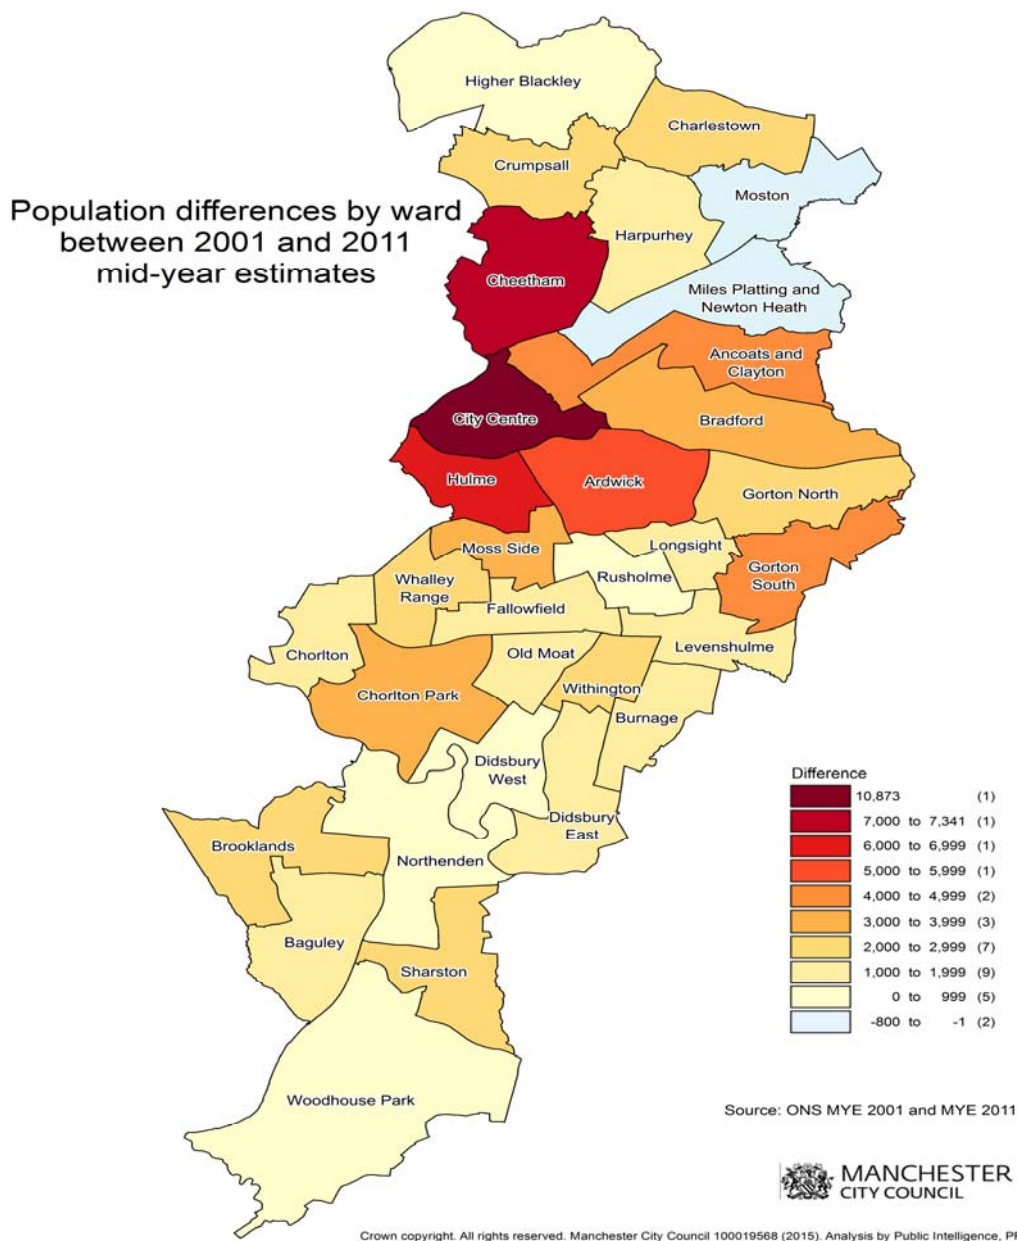 Higher Blackley
Charlestown
Crumpsall
Moston
Population differences by ward
between 2001 and 2011
mid-year estimates
Harpurhey
Cheetham
Miles Platting and
Newton Heath
Ancoats and
Clayton
City Centre
Bradford
Hulme
Ardwick
Gorton North
Moss Side
Longsight
Rusholme
Gorton
South
Whalley
Range
Fallowfield
Chorlton
Old Moat
Levenshulme
Chorlton Park
Withington
Burnage
Didsbury
West
Didsbury
East
Brooklands
Northenden
Baguley
Sharston
Woodhouse Park
Difference
10,873 (1)
7,000 to 7,341 (1)
6,000 to 6,999 (1)
5,000 to 5,999 (1)
4,000 to 4,999 (2)
3,000 to 3,999 (3)
2,000 to 2,999 (7)
1,000 to 1,999 (9)
0 to 999 (5)
-800 to -1 (2)
Source: ONS MYE 2001 and MYE 2011
MANCHESTER
CITY COUNCIL
Crown copyright. All rights reserved. Manchester City Council 100019568 (2015). Analysis by Public Intelligence,